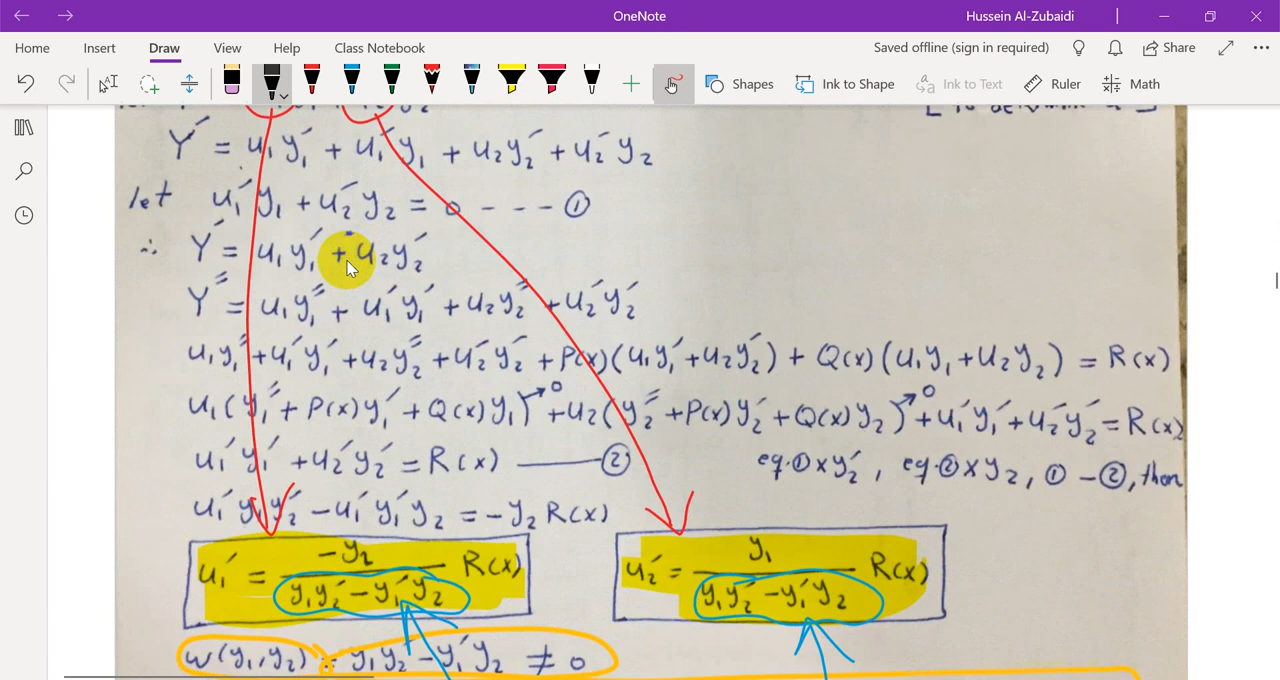 OneNote
Hussein Al-Zubaidi
Home Insert Draw View Help Class Notebook
Saved offline (sign in required) Share
Ink to Shape Ink to Text Ruler Math
Shapes
Y′ = u₁y₁′ + u₁′y₁ + u₂y₂′ + u₂′y₂
let u₁′y₁ + u₂′y₂ = 0 - - - - ①
∴ Y′ = u₁y₁′ + u₂y₂′
Y″ = u₁y₁″ + u₁′y₁′ + u₂y₂″ + u₂′y₂′
u₁y₁″ + u₁′y₁′ + u₂y₂″ + u₂′y₂′ + P(x)(u₁y₁′ + u₂y₂′) + Q(x)(u₁y₁ + u₂y₂) = R(x)
u₁(y₁″ + P(x)y₁′ + Q(x)y₁)→0 + u₂(y₂″ + P(x)y₂′ + Q(x)y₂)→0 + u₁′y₁′ + u₂′y₂′ = R(x)
u₁′y₁′ + u₂′y₂′ = R(x) —— ② eq.① x y₂′, eq.② x y₂, ① - ②, then
u₁′y₁y₂′ - u₁′y₁′y₂ = -y₂ R(x)
u₁′ = -y₂ / (y₁y₂′ - y₁′y₂) R(x) u₂′ = y₁ / (y₁y₂′ - y₁′y₂) R(x)
w(y₁,y₂) = y₁y₂′ - y₁′y₂ ≠ 0